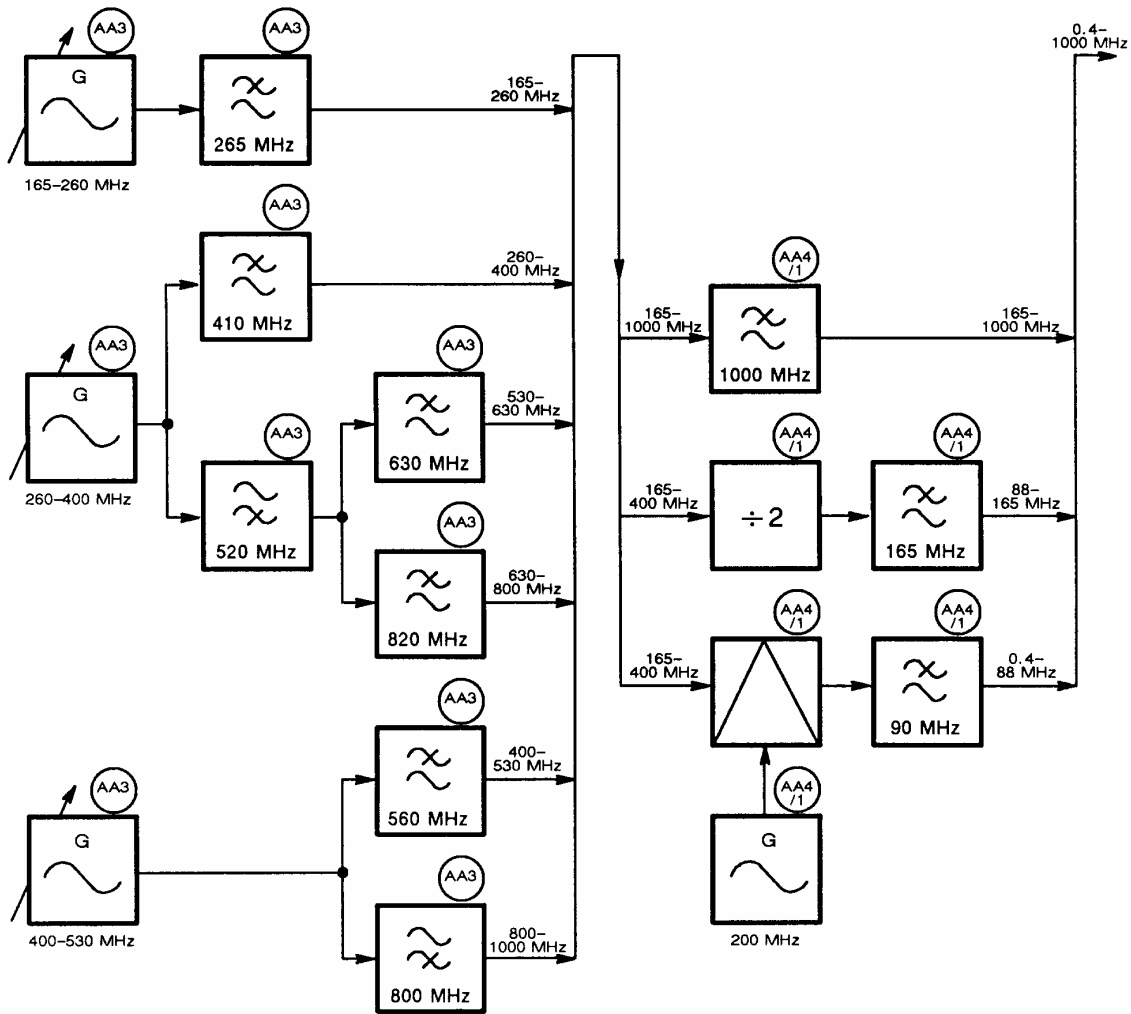 AA3
G
165–260 MHz
AA3
265 MHz
165–
260 MHz
AA3
410 MHz
260–
400 MHz
AA3
G
260–400 MHz
AA3
520 MHz
AA3
630 MHz
530–
630 MHz
AA3
820 MHz
630–
800 MHz
AA3
G
400–530 MHz
AA3
560 MHz
400–
530 MHz
AA3
800 MHz
800–
1000 MHz
0.4–
1000 MHz
165–
1000 MHz
AA4
/1
1000 MHz
165–
1000 MHz
165–
400 MHz
AA4
/1
÷2
AA4
/1
165 MHz
88–
165 MHz
165–
400 MHz
AA4
/1
AA4
/1
90 MHz
0.4–
88 MHz
AA4
/1
G
200 MHz